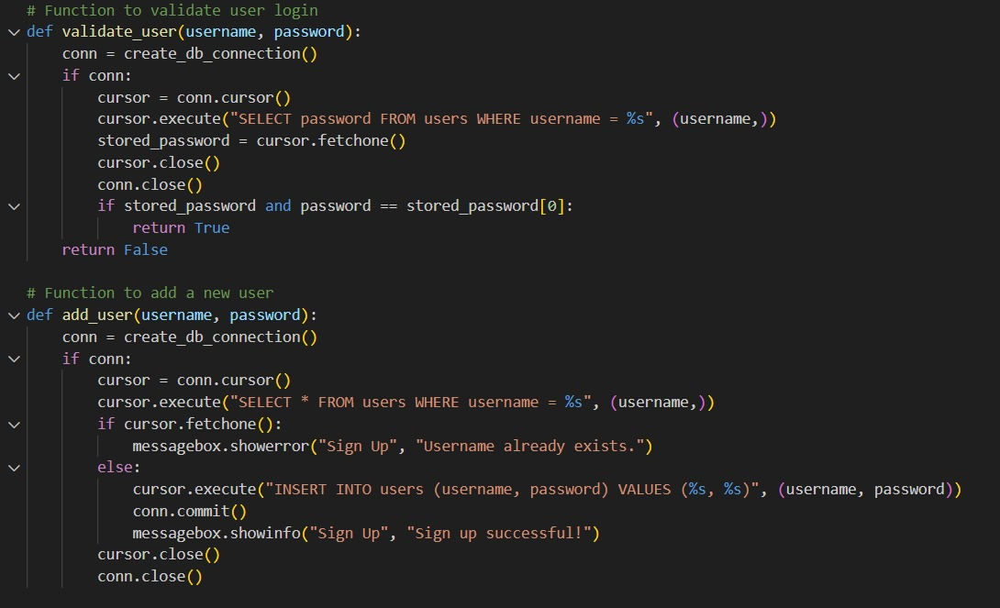 # Function to validate user login
def validate_user(username, password):
    conn = create_db_connection()
    if conn:
        cursor = conn.cursor()
        cursor.execute("SELECT password FROM users WHERE username = %s", (username,))
        stored_password = cursor.fetchone()
        cursor.close()
        conn.close()
        if stored_password and password == stored_password[0]:
            return True
    return False

# Function to add a new user
def add_user(username, password):
    conn = create_db_connection()
    if conn:
        cursor = conn.cursor()
        cursor.execute("SELECT * FROM users WHERE username = %s", (username,))
        if cursor.fetchone():
            messagebox.showerror("Sign Up", "Username already exists.")
        else:
            cursor.execute("INSERT INTO users (username, password) VALUES (%s, %s)", (username, password))
            conn.commit()
            messagebox.showinfo("Sign Up", "Sign up successful!")
        cursor.close()
        conn.close()